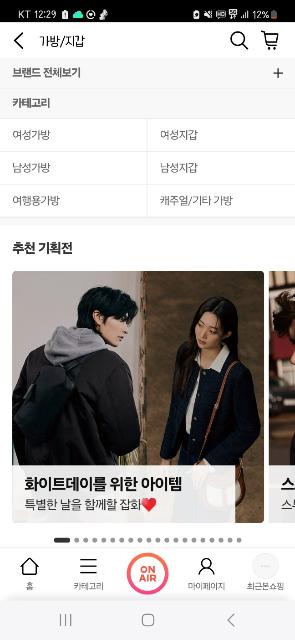 KT 12:29
12%
가방/지갑
브랜드 전체보기
카테고리
여성가방
여성지갑
남성가방
남성지갑
여행용가방
캐주얼/기타 가방
추천 기획전
화이트데이를 위한 아이템
특별한 날을 함께할 잡화❤️
스
스
ON
AIR
홈
카테고리
마이페이지
최근본쇼핑